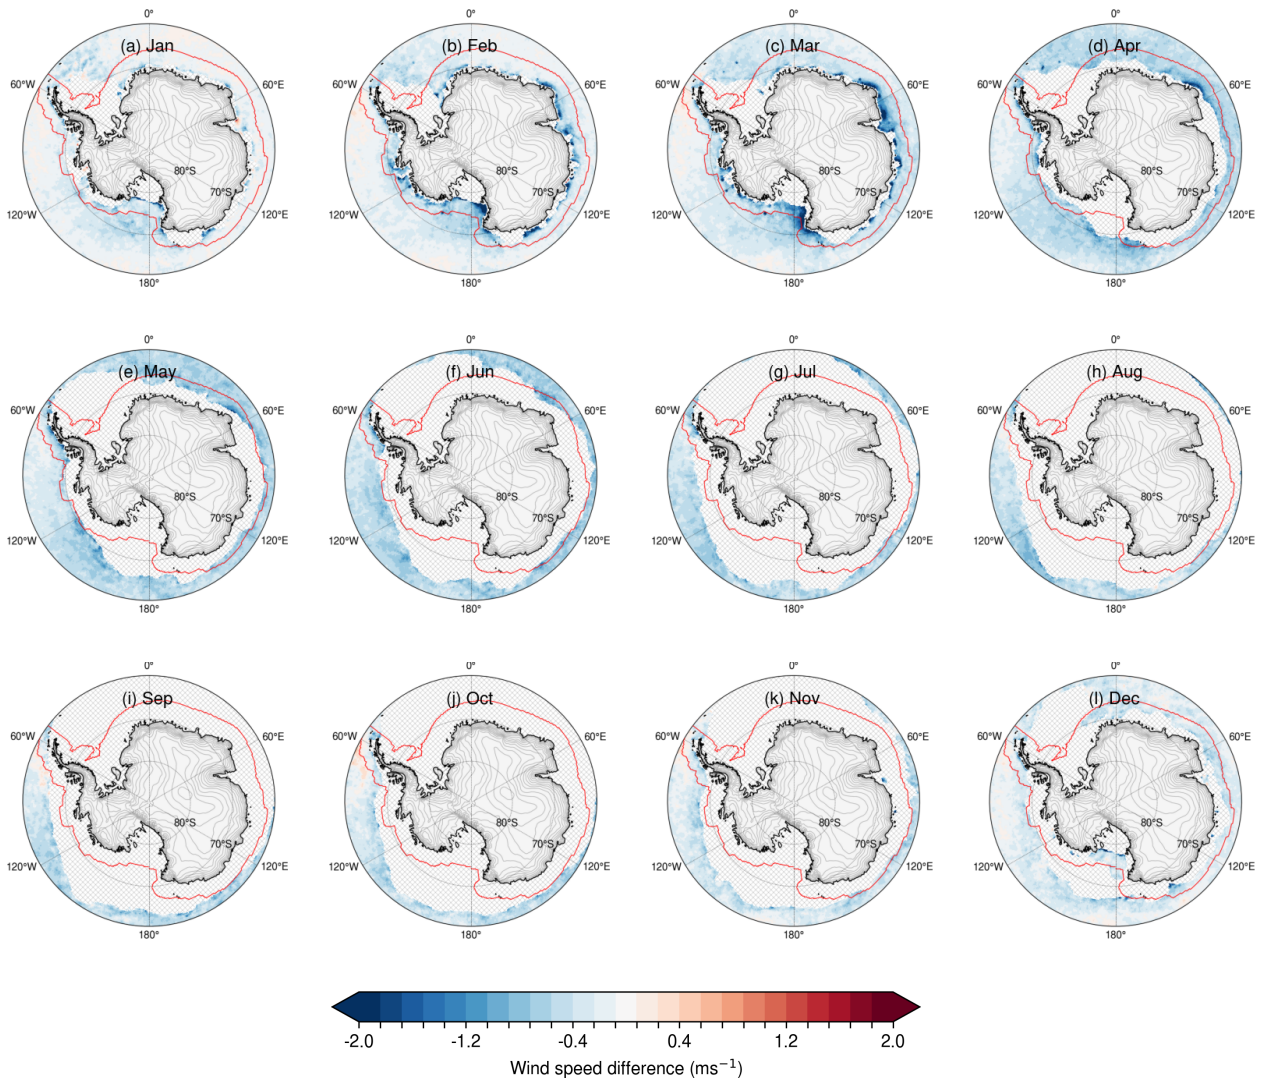 0° 0° 0° 0°
(a) Jan (b) Feb (c) Mar (d) Apr
60°W 60°E 60°W 60°E 60°W 60°E 60°W 60°E
80°S 80°S 80°S 80°S
70°S 70°S 70°S 70°S
120°W 120°E 120°W 120°E 120°W 120°E 120°W 120°E
180° 180° 180° 180°
0° 0° 0° 0°
(e) May (f) Jun (g) Jul (h) Aug
60°W 60°E 60°W 60°E 60°W 60°E 60°W 60°E
80°S 80°S 80°S 80°S
70°S 70°S 70°S 70°S
120°W 120°E 120°W 120°E 120°W 120°E 120°W 120°E
180° 180° 180° 180°
0° 0° 0° 0°
(i) Sep (j) Oct (k) Nov (l) Dec
60°W 60°E 60°W 60°E 60°W 60°E 60°W 60°E
80°S 80°S 80°S 80°S
70°S 70°S 70°S 70°S
120°W 120°E 120°W 120°E 120°W 120°E 120°W 120°E
180° 180° 180° 180°
-2.0 -1.2 -0.4 0.4 1.2 2.0
Wind speed difference (ms⁻¹)